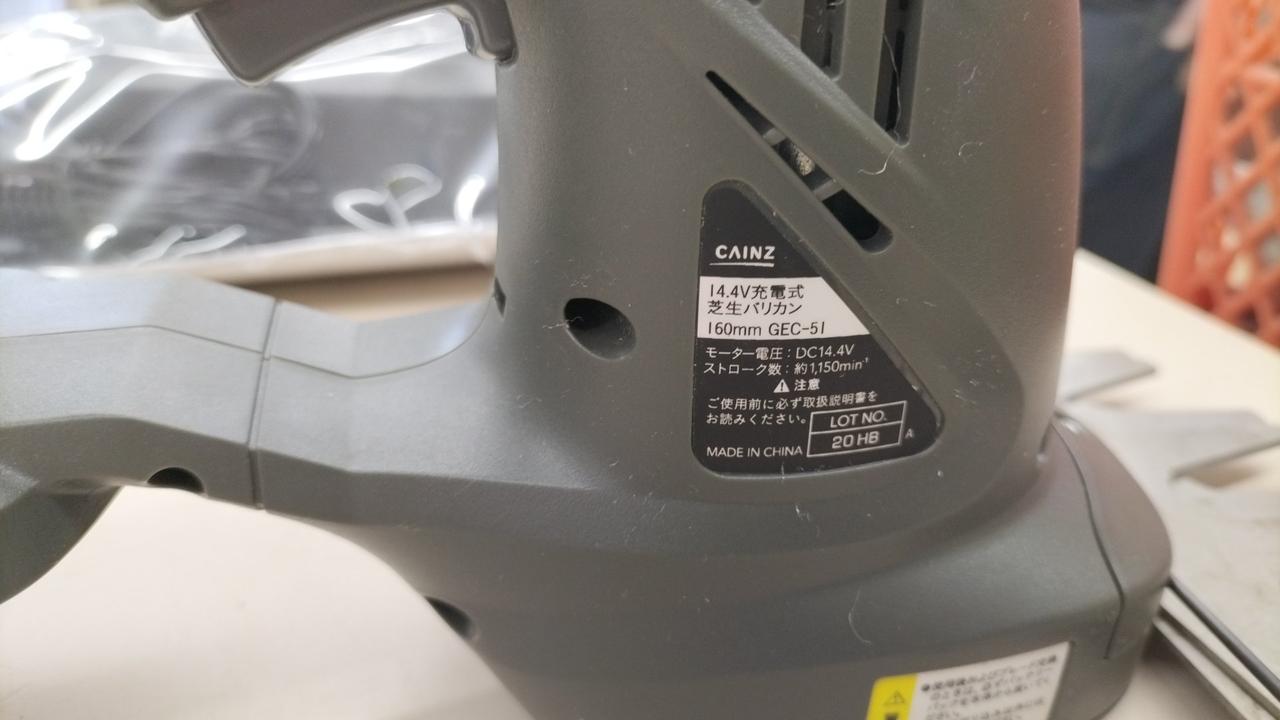 CAINZ
14.4V充電式
芝生バリカン
160mm GEC-51
モーター電圧：DC14.4V
ストローク数：約1,150min⁻¹
⚠注意
ご使用前に必ず取扱説明書を
お読みください。
LOT NO.
20 HB A
MADE IN CHINA